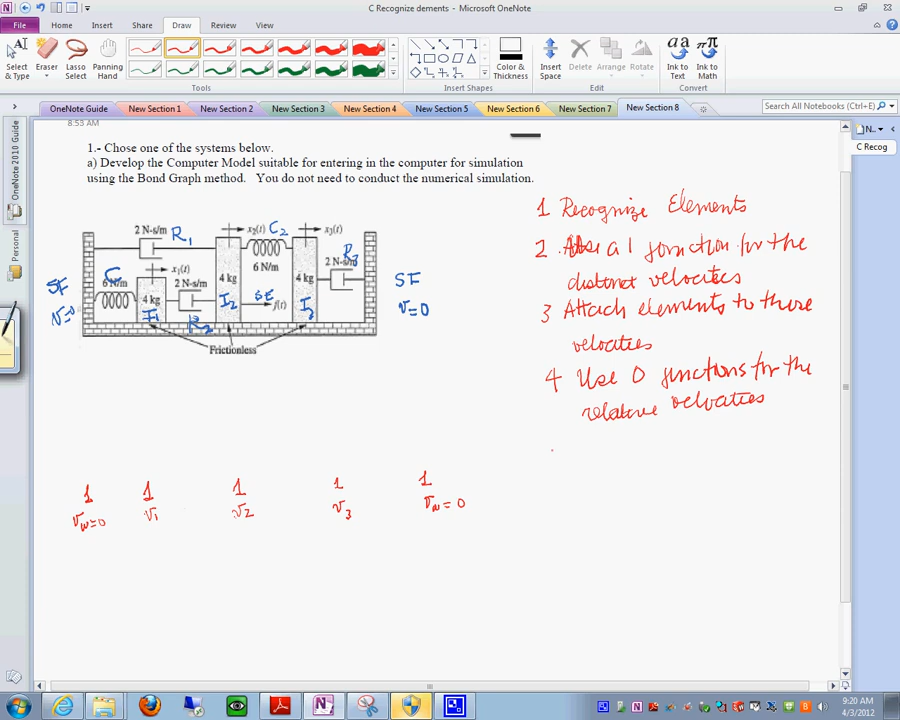 C Recognize dements - Microsoft OneNote
File Home Insert Share Draw Review View
Select & Type Eraser Lasso Select Panning Hand Color & Thickness Insert Space Delete Arrange Rotate Ink to Text Ink to Math
Tools Insert Shapes Edit Convert
OneNote Guide New Section 1 New Section 2 New Section 3 New Section 4 New Section 5 New Section 6 New Section 7 New Section 8 Search All Notebooks (Ctrl+E)
OneNote 2010 Guide
Personal
N..
C Recog
8:53 AM
1.- Chose one of the systems below.
a) Develop the Computer Model suitable for entering in the computer for simulation
using the Bond Graph method. You do not need to conduct the numerical simulation.
2 N-s/m R1 x2(t) C2 x3(t)
2 N-s/m R3
SF C 6 N/m x1(t) 2 N-s/m 4 kg 6 N/m 4 kg SF
v=0 4 kg I1 R2 I2 SE f(t) I3 v=0
Frictionless
1 Recognize Elements
2. Use a 1 junction for the
distinct velocities
3 Attach elements to those
velocities
4 Use 0 junctions for the
relative velocities
1 1 1 1 1
vw=0 v1 v2 v3 vw=0
9:20 AM
4/3/2012